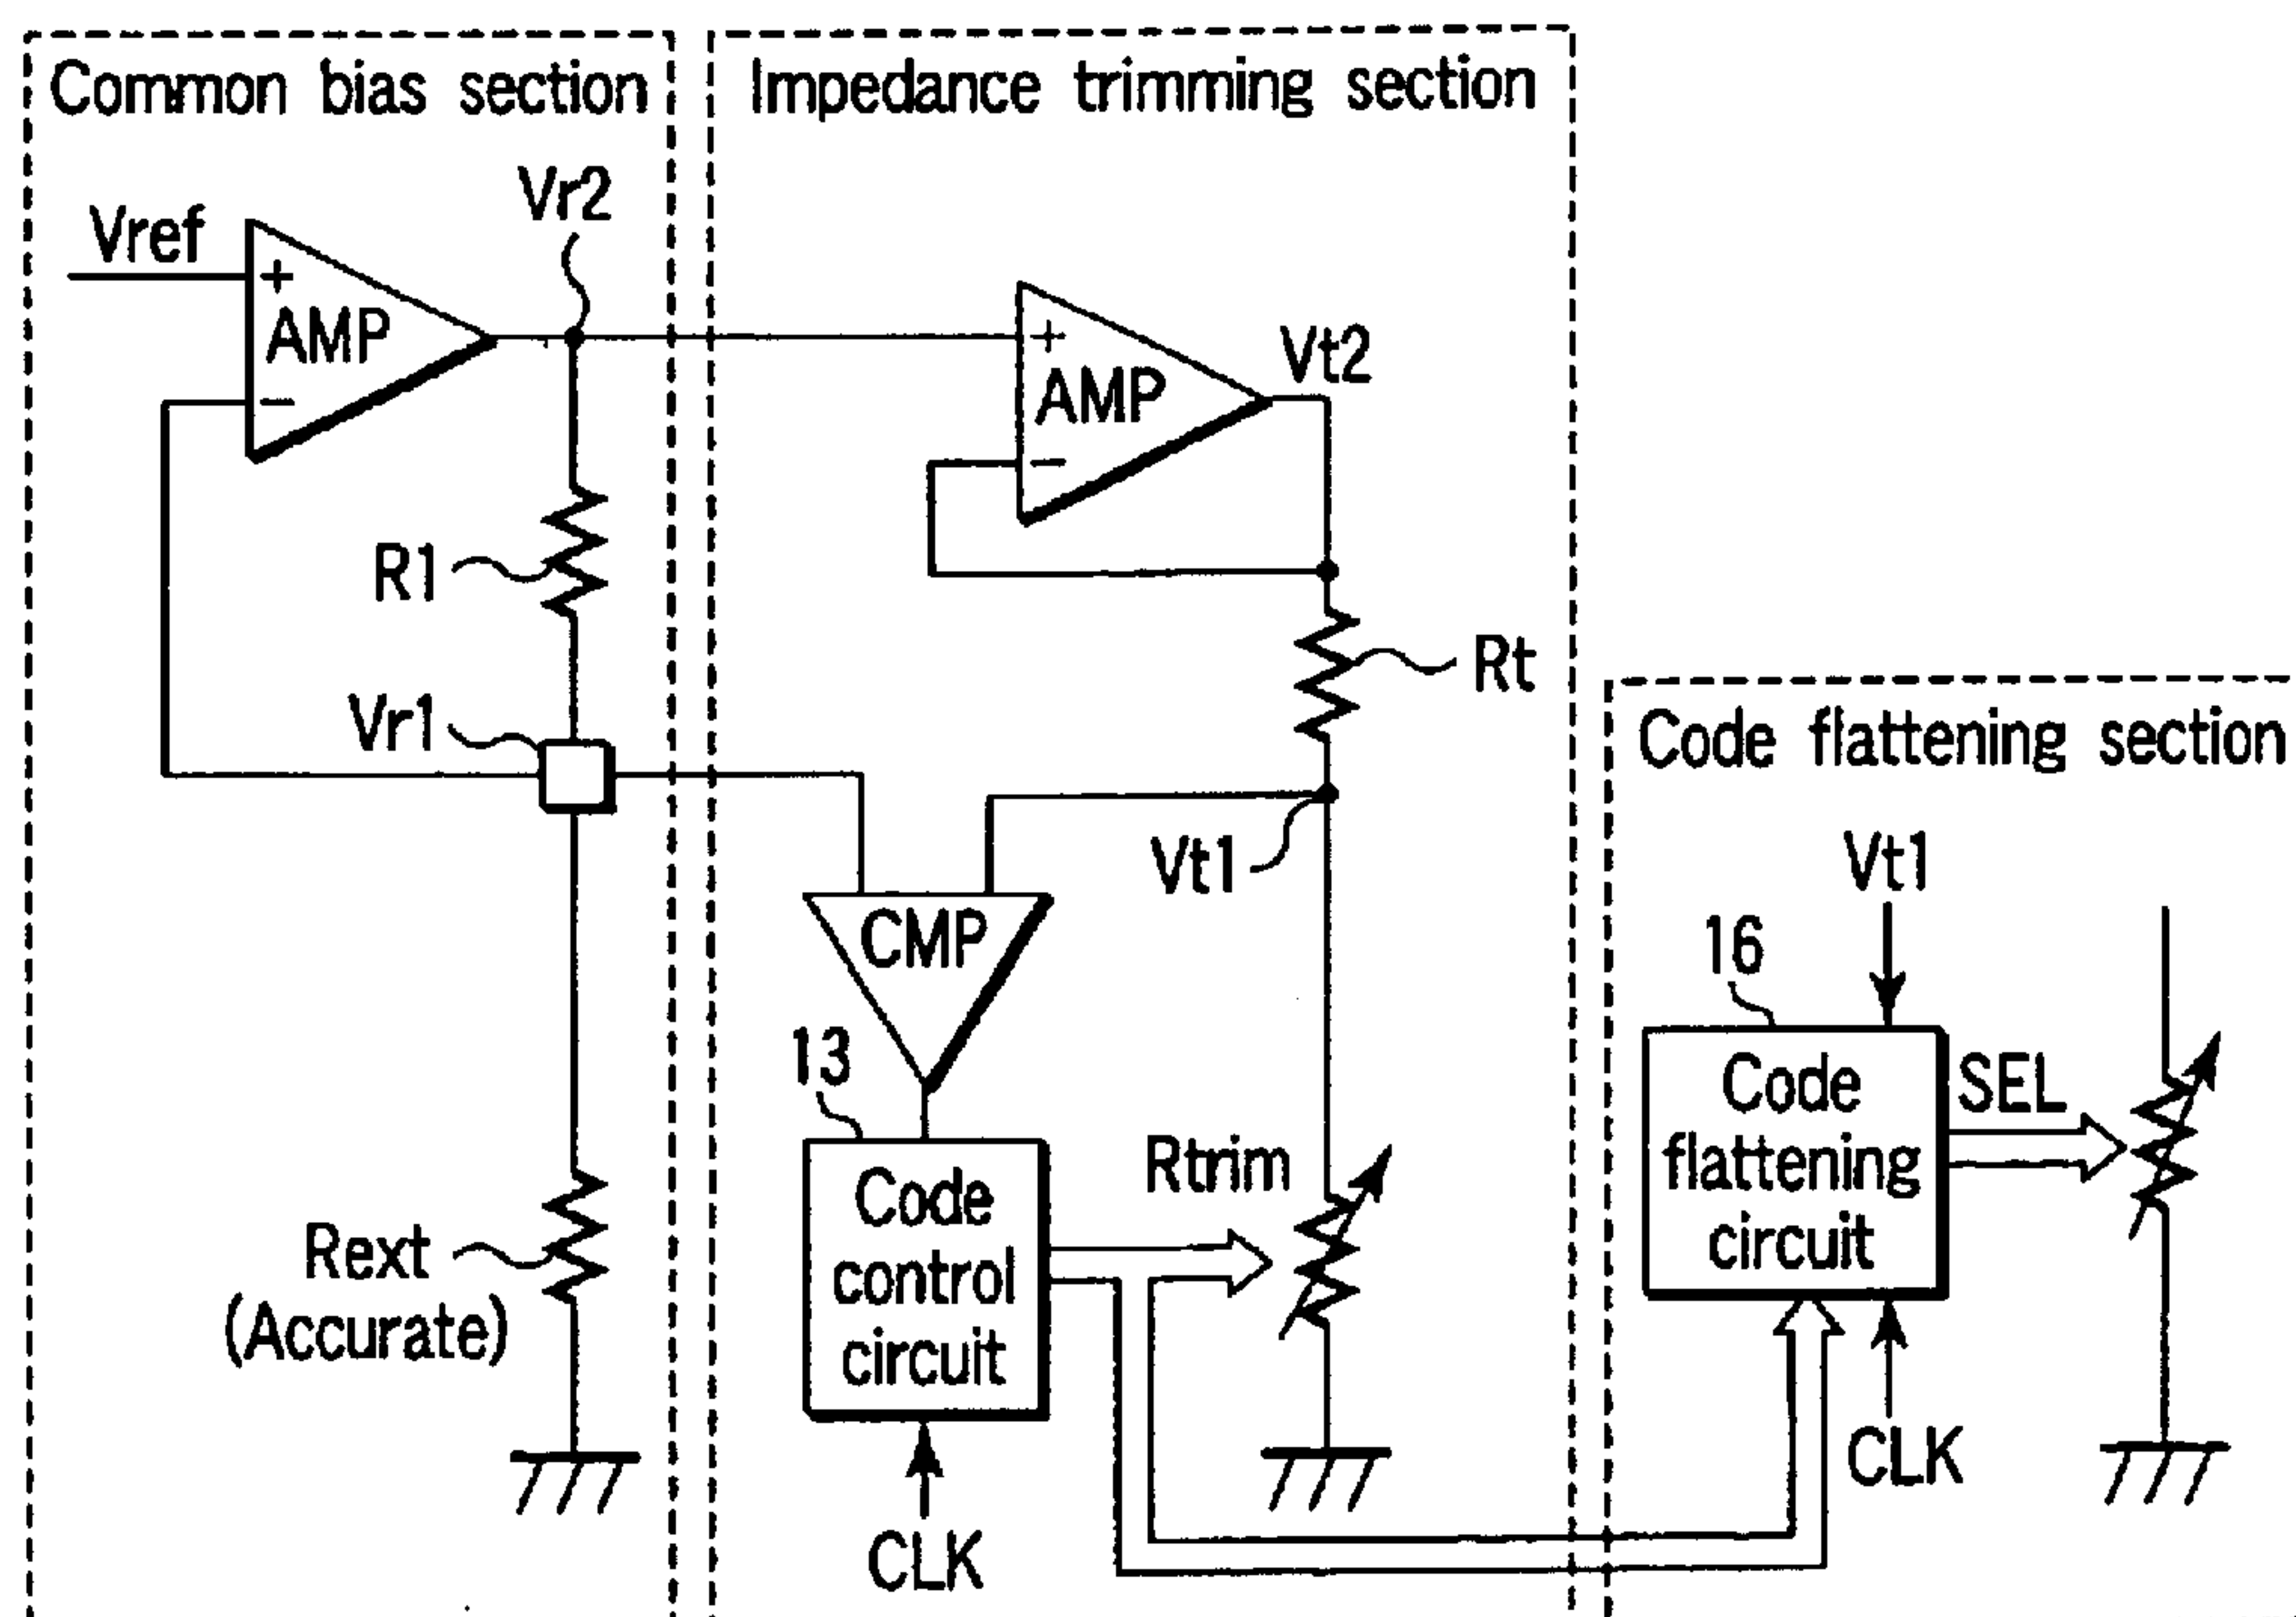 Common bias section
Vref
+
AMP
−
Vr2
R1
Vr1
Rext
(Accurate)
Impedance trimming section
+
AMP
−
Vt2
Rt
Vt1
CMP
13
Code
control
circuit
CLK
Rtrim
Code flattening section
Vt1
16
Code
flattening
circuit
SEL
CLK